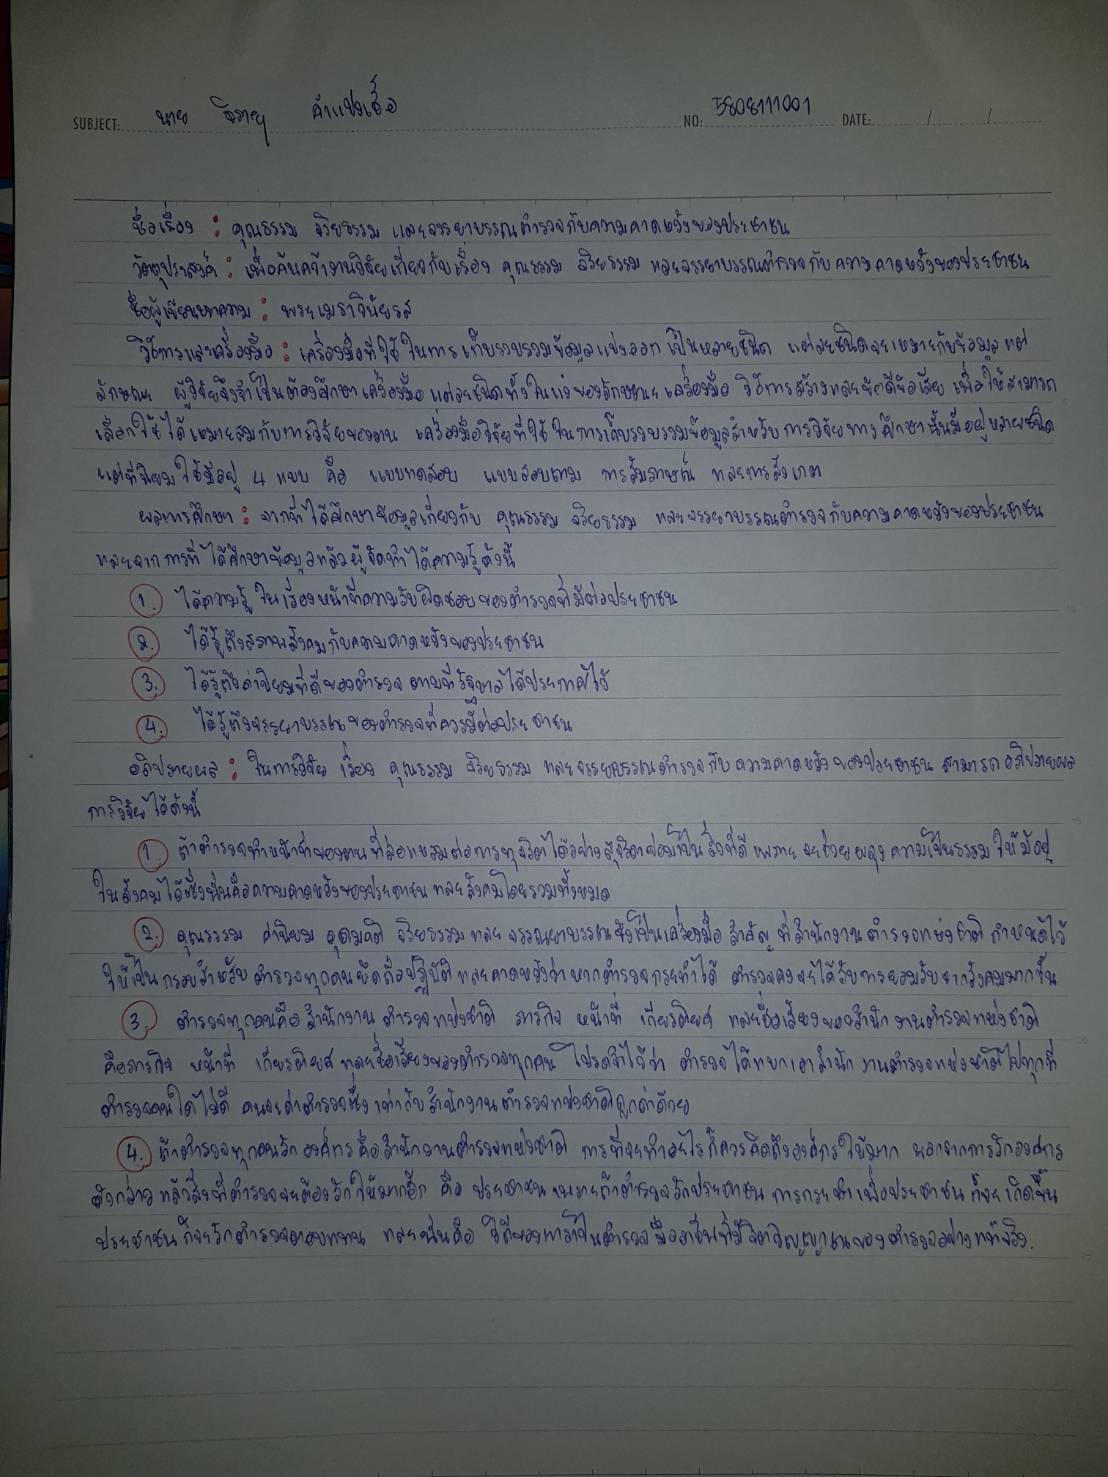 SUBJECT: นาย จิรายุ คำแปงเชื้อ NO: 5808111001 DATE: / /
ชื่อเรื่อง : คุณธรรม จริยธรรม และจรรยาบรรณตำรวจกับความคาดหวังของประชาชน
วัตถุประสงค์ : เพื่อค้นคว้างานวิจัยเกี่ยวกับเรื่อง คุณธรรม จริยธรรม และจรรยาบรรณตำรวจกับความคาดหวังของประชาชน
ชื่อผู้เขียนบทความ : พระเมธาวินัยรส
วิธีการและเครื่องมือ : เครื่องมือที่ใช้ในการเก็บรวบรวมข้อมูลแบ่งออกเป็นหลายชนิด แต่ละชนิดจะเหมาะกับข้อมูลแต่
ลักษณะ ผู้วิจัยจึงจำเป็นต้องศึกษาเครื่องมือแต่ละชนิดทั้งในแง่ของลักษณะเครื่องมือ วิธีการสร้างและข้อดีข้อเสีย เพื่อให้สามารถ
เลือกใช้ได้เหมาะสมกับการวิจัยของตน เครื่องมือวิจัยที่ใช้ในการเก็บรวบรวมข้อมูลสำหรับการวิจัยทางศึกษานั้นมีอยู่หลายชนิด
แต่ที่นิยมใช้มีอยู่ 4 แบบ คือ แบบทดสอบ แบบสอบถาม การสัมภาษณ์ และการสังเกต
ผลการศึกษา : จากที่ได้ศึกษาข้อมูลเกี่ยวกับ คุณธรรม จริยธรรม และจรรยาบรรณตำรวจกับความคาดหวังของประชาชน
และจากการที่ได้ศึกษาข้อมูลแล้วผู้จัดทำได้ความรู้ดังนี้
1. ได้ความรู้ในเรื่องหน้าที่ความรับผิดชอบของตำรวจที่มีต่อประชาชน
2. ได้รู้ถึงสถานสังคมกับความคาดหวังของประชาชน
3. ได้รู้ถึงค่านิยมที่ดีของตำรวจ ตามที่รัฐบาลได้ประกาศไว้
4. ได้รู้ถึงจรรยาบรรณของตำรวจที่ควรมีต่อประชาชน
อภิปรายผล : ในการวิจัย เรื่อง คุณธรรม จริยธรรม และจรรยาบรรณตำรวจกับความคาดหวังของประชาชน สามารถอภิปรายผล
การวิจัยได้ดังนี้
1. ถ้าตำรวจทำหน้าที่ของตนที่ล่อแหลมต่อการทุจริตได้อย่างสุจริตย่อมเป็นสิ่งที่ดี เพราะจะช่วยผดุงความเป็นธรรมให้มีอยู่
ในสังคมได้ซึ่งนั่นคือความคาดหวังของประชาชน และสังคมโดยรวมทั้งหมด
2. คุณธรรม ค่านิยม อุดมคติ จริยธรรมและ จรรณยาบรรณซึ่งเป็นเครื่องมือ สำคัญ ที่สำนักงานตำรวจแห่งชาติ กำหนดไว้
ให้เป็นกรอบสำหรับ ตำรวจทุกคนยึดถือปฏิบัติ และคาดหวังว่าหากตำรวจกระทำได้ ตำรวจคงจะได้รับการยอมรับจากสังคมมากขึ้น
3. ตำรวจทุกคนคือสำนักงาน ตำรวจแห่งชาติ ภารกิจ หน้าที่ เกียรติยศ และชื่อเสียงของสำนักงานตำรวจแห่งชาติ
คือภารกิจ หน้าที่ เกียรติยศ และชื่อเสียงของตำรวจทุกคน โปรดจำไว้ว่า ตำรวจได้แบกเอาสำนักงานตำรวจแห่งชาติไปทุกที่
ตำรวจคนใดไม่ดี คนจะด่าตำรวจซึ่งเท่ากับสำนักงานตำรวจแห่งชาติถูกด่าด้วย
4. ถ้าตำรวจทุกคนรักองค์กรคือสำนักงานตำรวจแห่งชาติ การที่จะทำอะไรก็ควรคิดถึงองค์กรให้มาก นอกจากการรักองค์กร
ดังกล่าว แล้วสิ่งที่ตำรวจจะต้องรักให้มากอีก คือ ประชาชน เพราะถ้าตำรวจรักประชาชน การกระทำเพื่อประชาชน ก็จะเกิดขึ้น
ประชาชนก็จะรักตำรวจตอบแทน และนั่นคือ วิถีของการเป็นตำรวจมืออาชีพที่มีจิตวิญญาณของตำรวจอย่างแท้จริง.